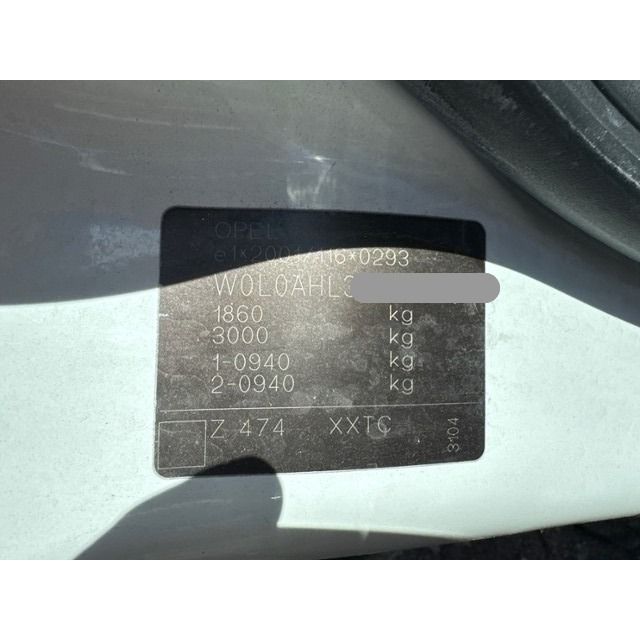 OPEL
e1*2001/116*0293
W0L0AHL3
1860 kg
3000 kg
1-0940 kg
2-0940 kg
Z 474 XXTC
3104